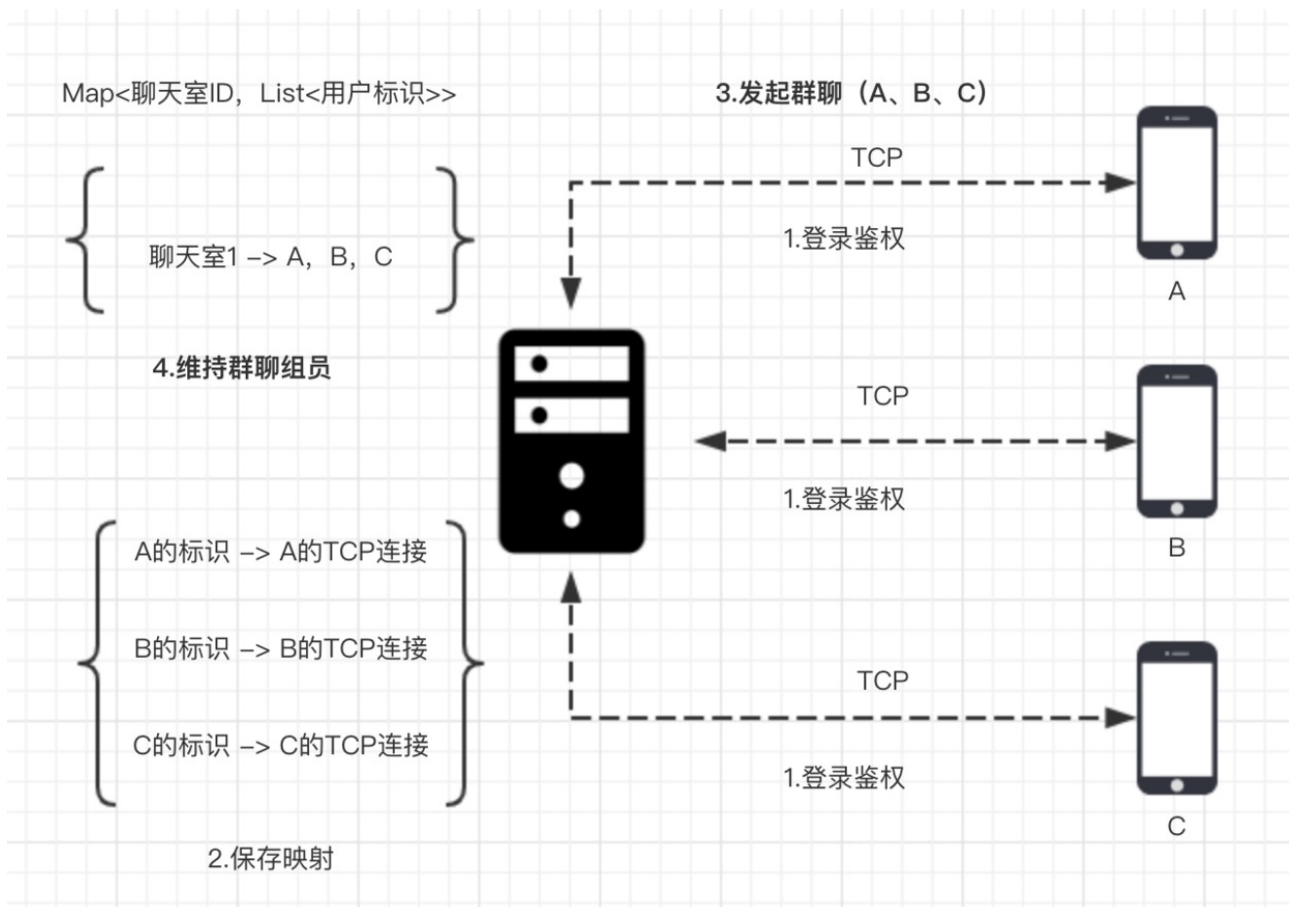 Map<聊天室ID，List<用户标识>>
3.发起群聊（A、B、C）
TCP
1.登录鉴权
A
聊天室1 –> A，B，C
4.维持群聊组员
TCP
1.登录鉴权
B
A的标识 –> A的TCP连接
B的标识 –> B的TCP连接
C的标识 –> C的TCP连接
TCP
1.登录鉴权
C
2.保存映射